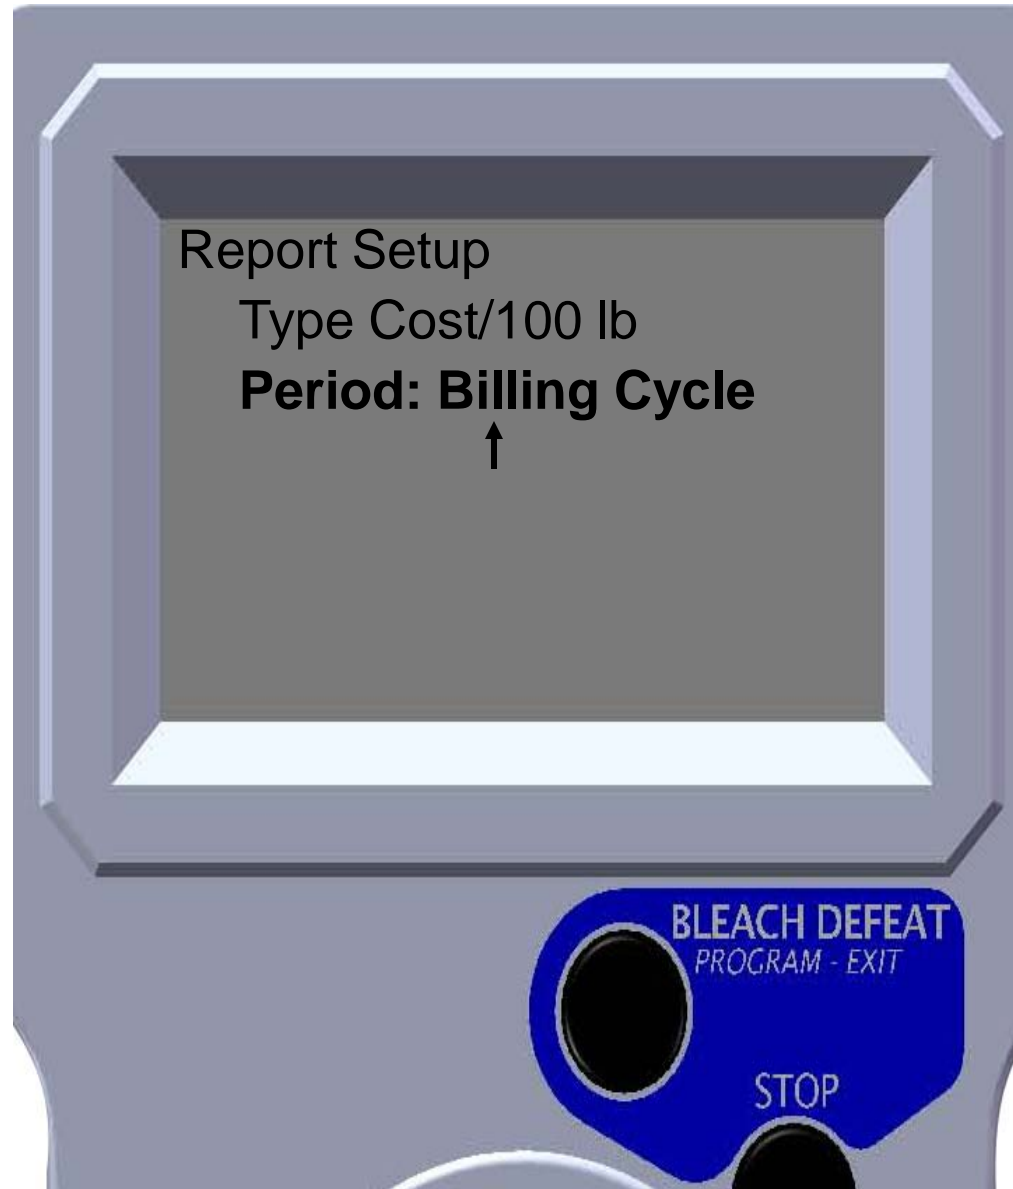 Report Setup
Type Cost/100 lb
Period: Billing Cycle
BLEACH DEFEAT
PROGRAM - EXIT
STOP